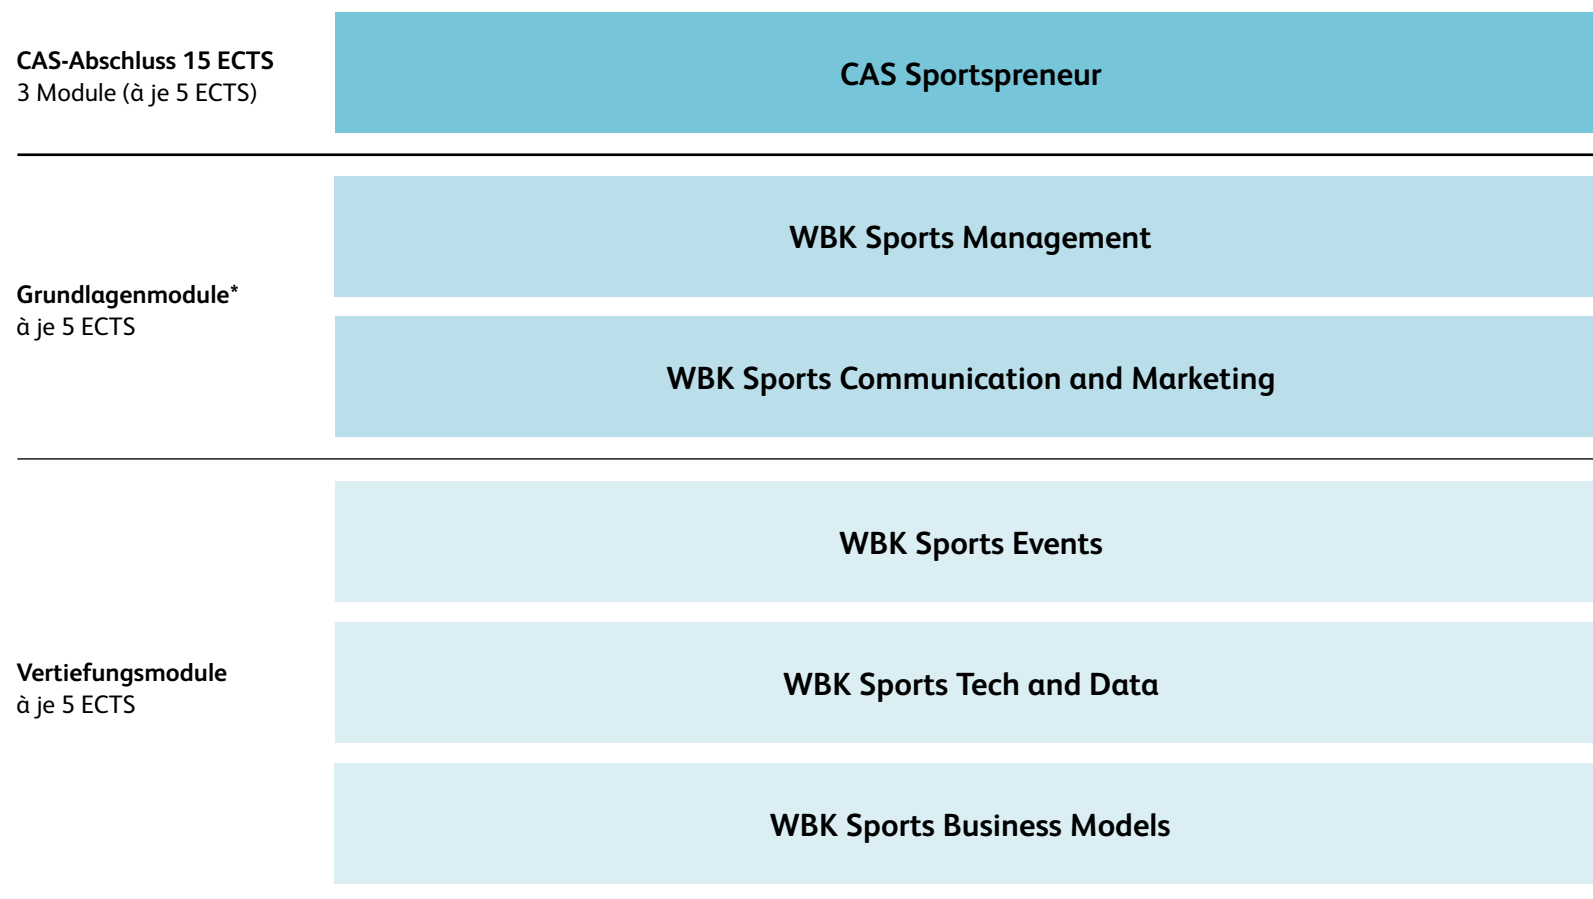 CAS-Abschluss 15 ECTS
3 Module (à je 5 ECTS)
CAS Sportspreneur
Grundlagenmodule*
à je 5 ECTS
WBK Sports Management
WBK Sports Communication and Marketing
Vertiefungsmodule
à je 5 ECTS
WBK Sports Events
WBK Sports Tech and Data
WBK Sports Business Models